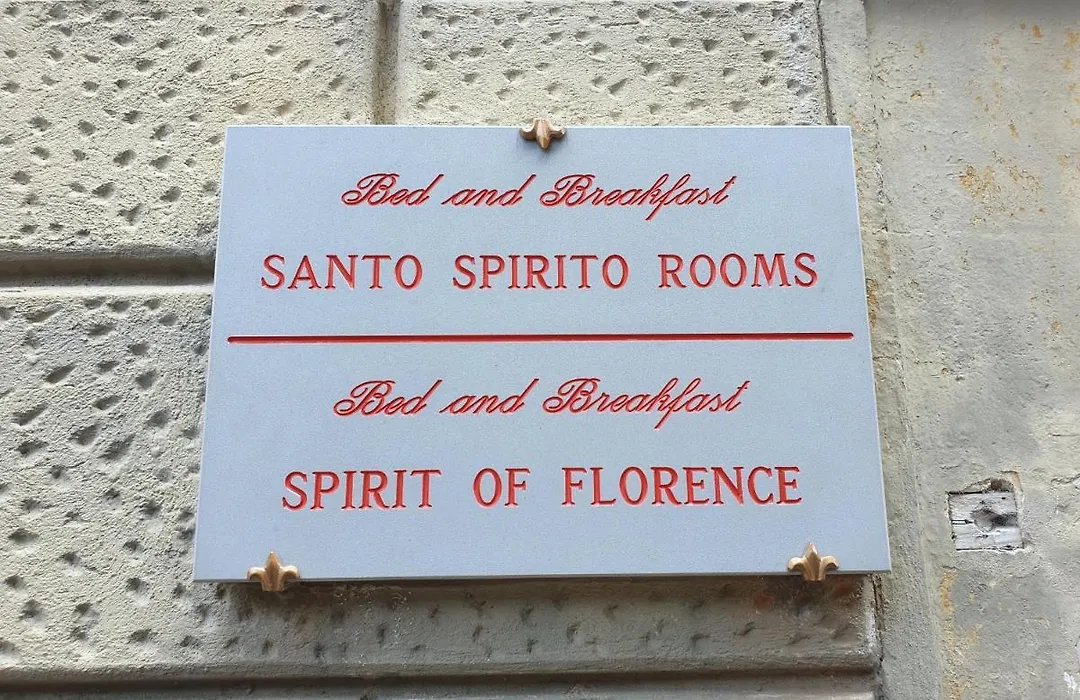 Bed and Breakfast
SANTO SPIRITO ROOMS
Bed and Breakfast
SPIRIT OF FLORENCE